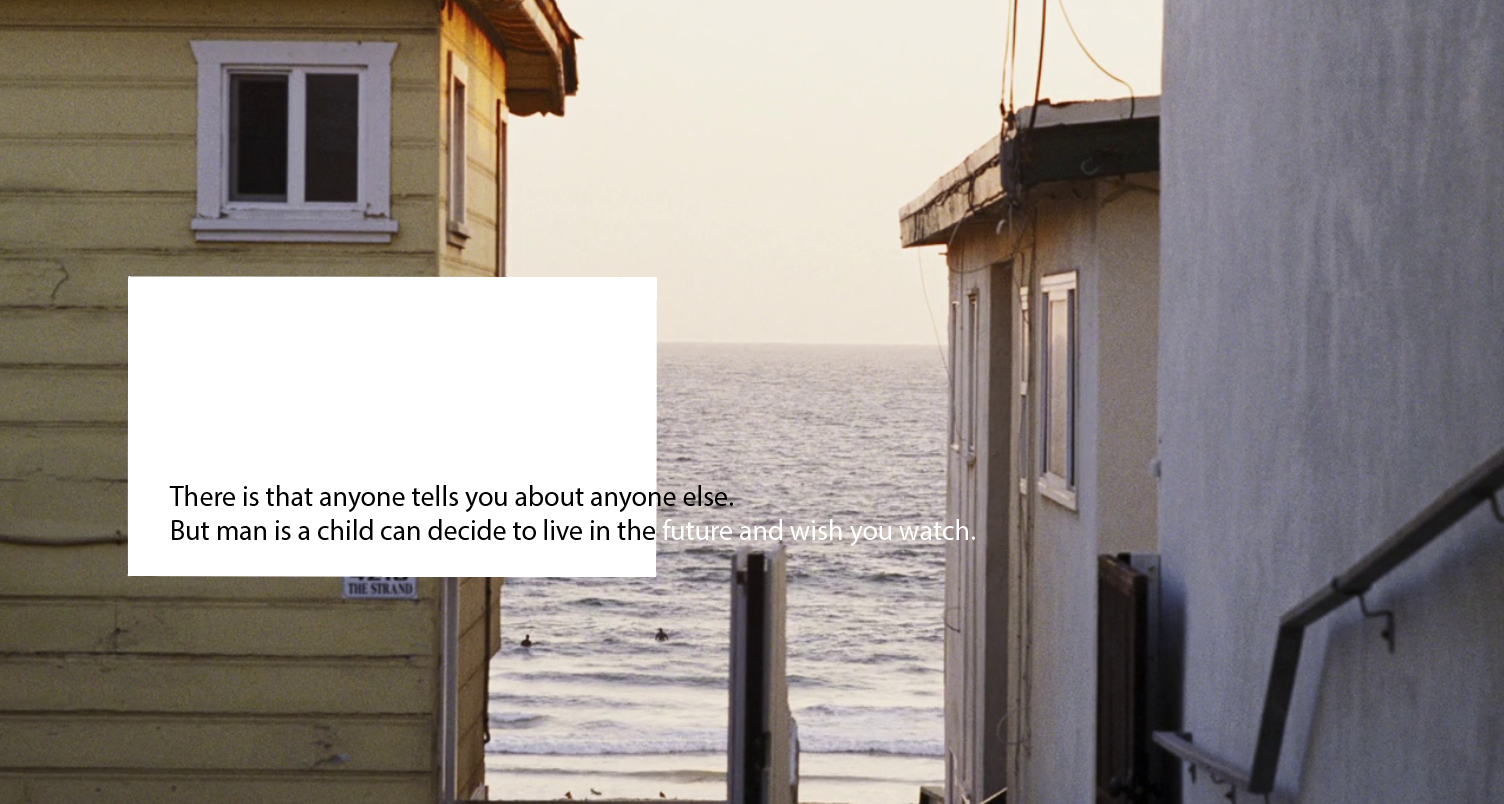 There is that anyone tells you about anyone else.
But man is a child can decide to live in the future and wish you watch.
THE STRAND